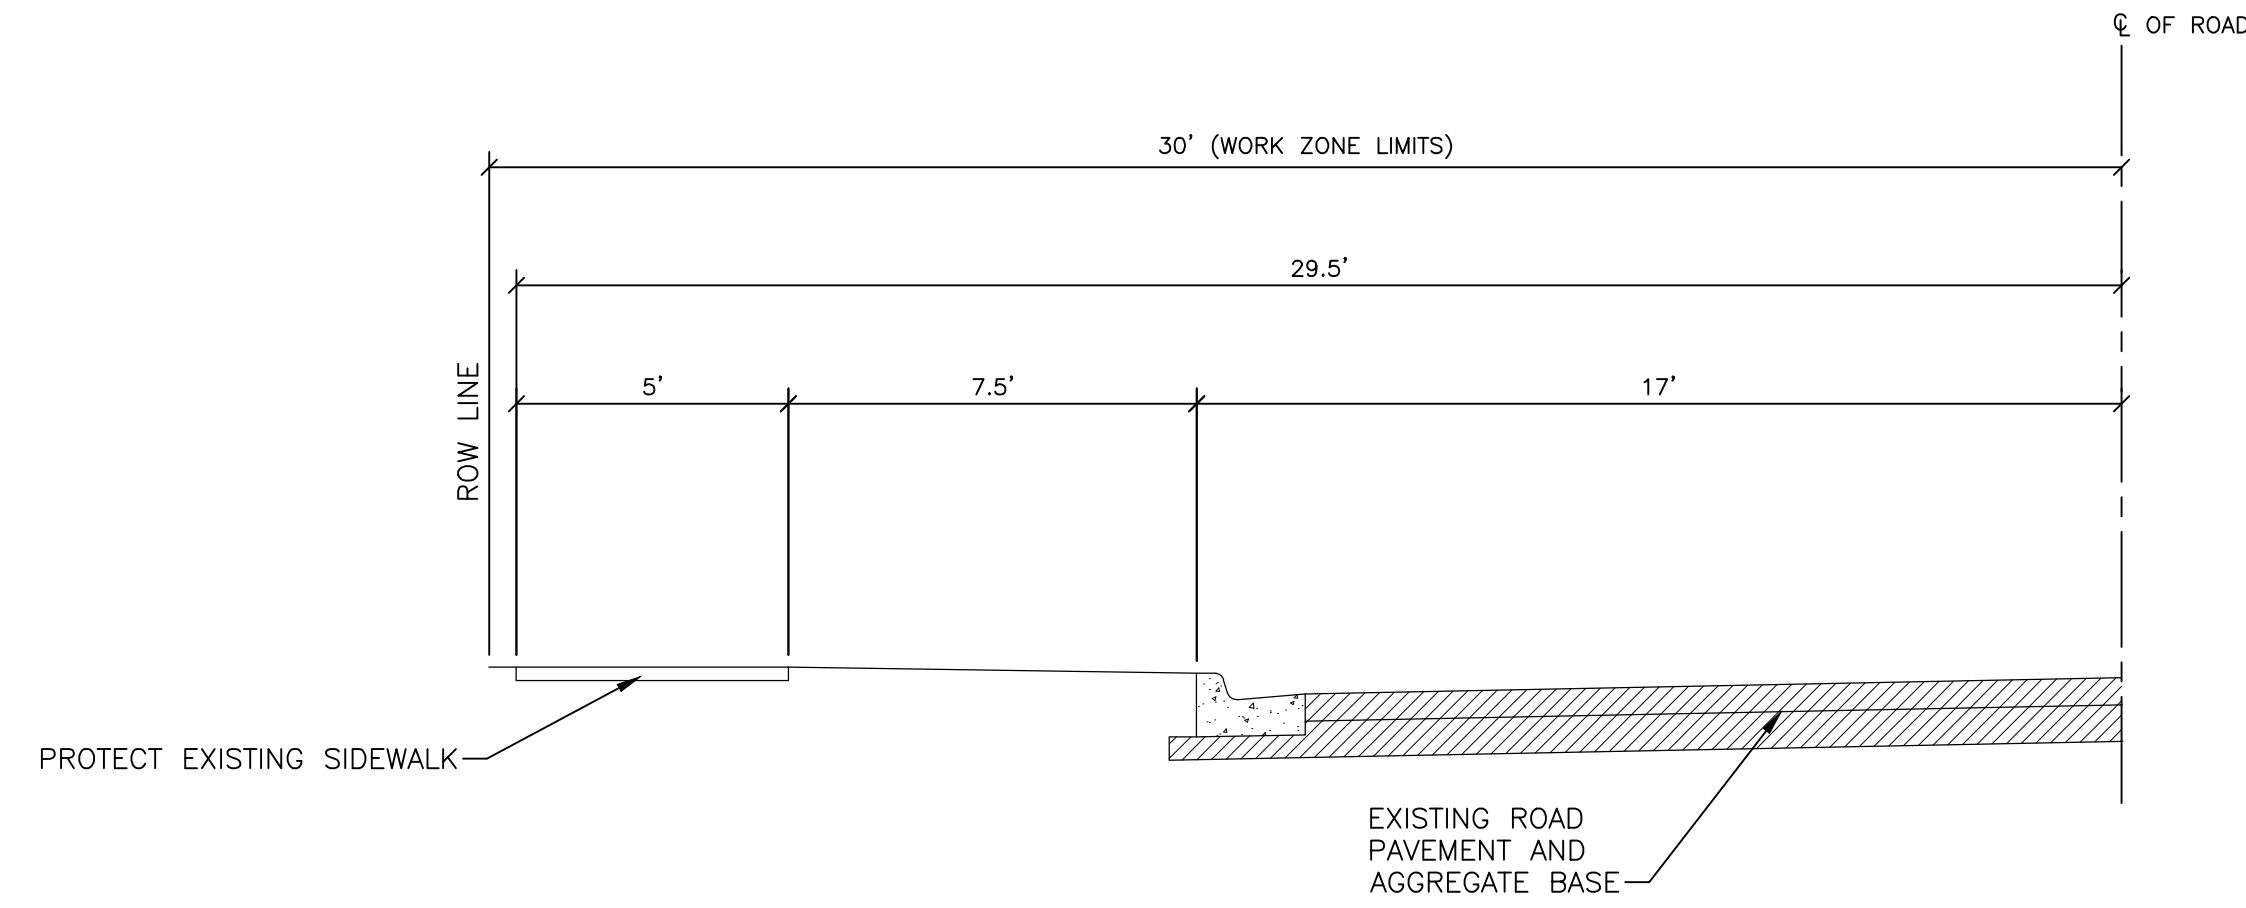 ℄ OF ROAD
30' (WORK ZONE LIMITS)
29.5'
5'
7.5'
17'
ROW LINE
PROTECT EXISTING SIDEWALK
EXISTING ROAD
PAVEMENT AND
AGGREGATE BASE